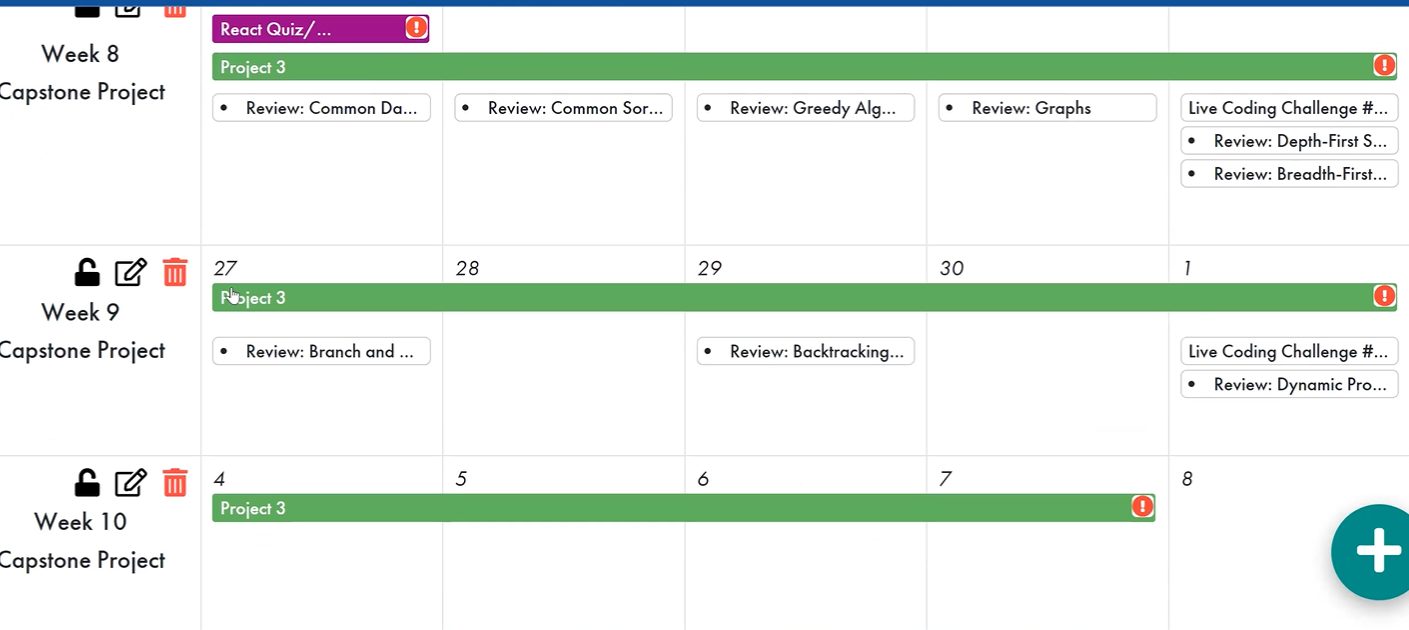 React Quiz/ ...
Week 8
Capstone Project
Project 3
Review: Common Da...
Review: Common Sor...
Review: Greedy Alg...
Review: Graphs
Live Coding Challenge #...
Review: Depth-First S...
Review: Breadth-First...
27
28
29
30
1
Week 9
Capstone Project
Project 3
Review: Branch and ...
Review: Backtracking...
Live Coding Challenge #...
Review: Dynamic Pro...
4
5
6
7
8
Week 10
Capstone Project
Project 3